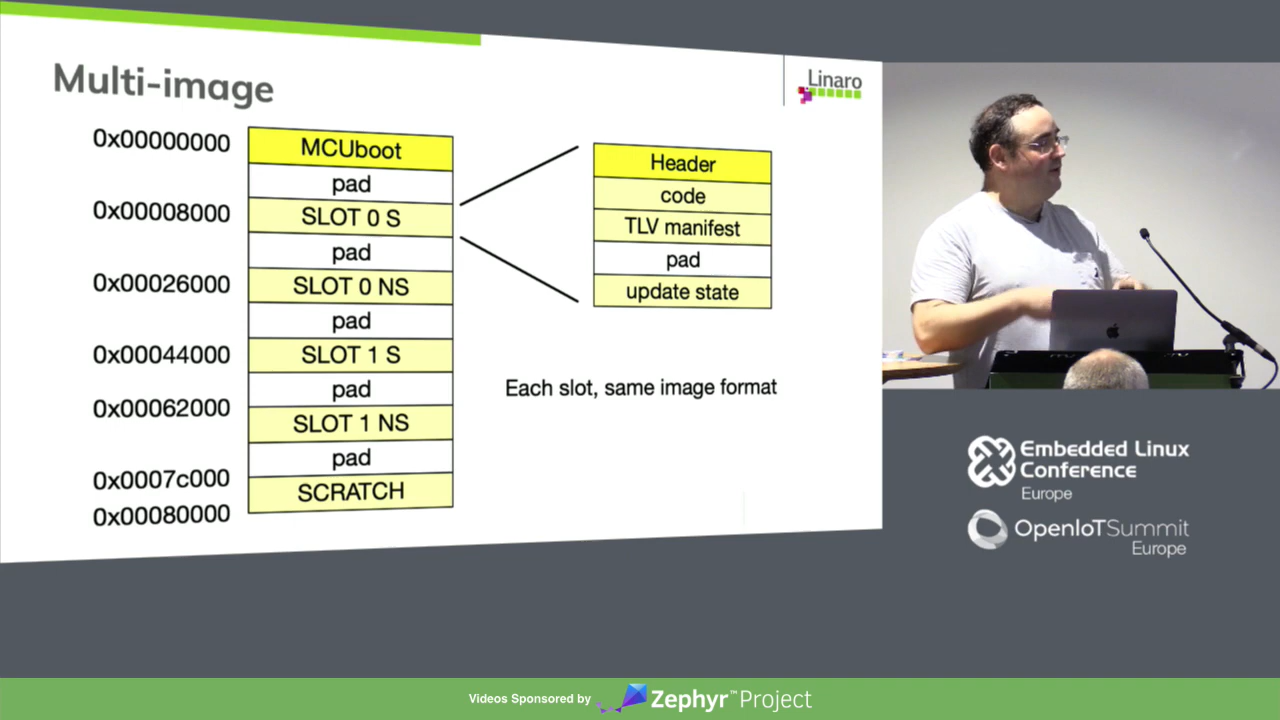 Multi-image
Linaro
0x00000000
MCUboot
pad
0x00008000
SLOT 0 S
pad
0x00026000
SLOT 0 NS
pad
0x00044000
SLOT 1 S
pad
0x00062000
SLOT 1 NS
pad
0x0007c000
SCRATCH
0x00080000
Header
code
TLV manifest
pad
update state
Each slot, same image format
Embedded Linux
Conference
Europe
OpenIoTSummit
Europe
Videos Sponsored by Zephyr™Project